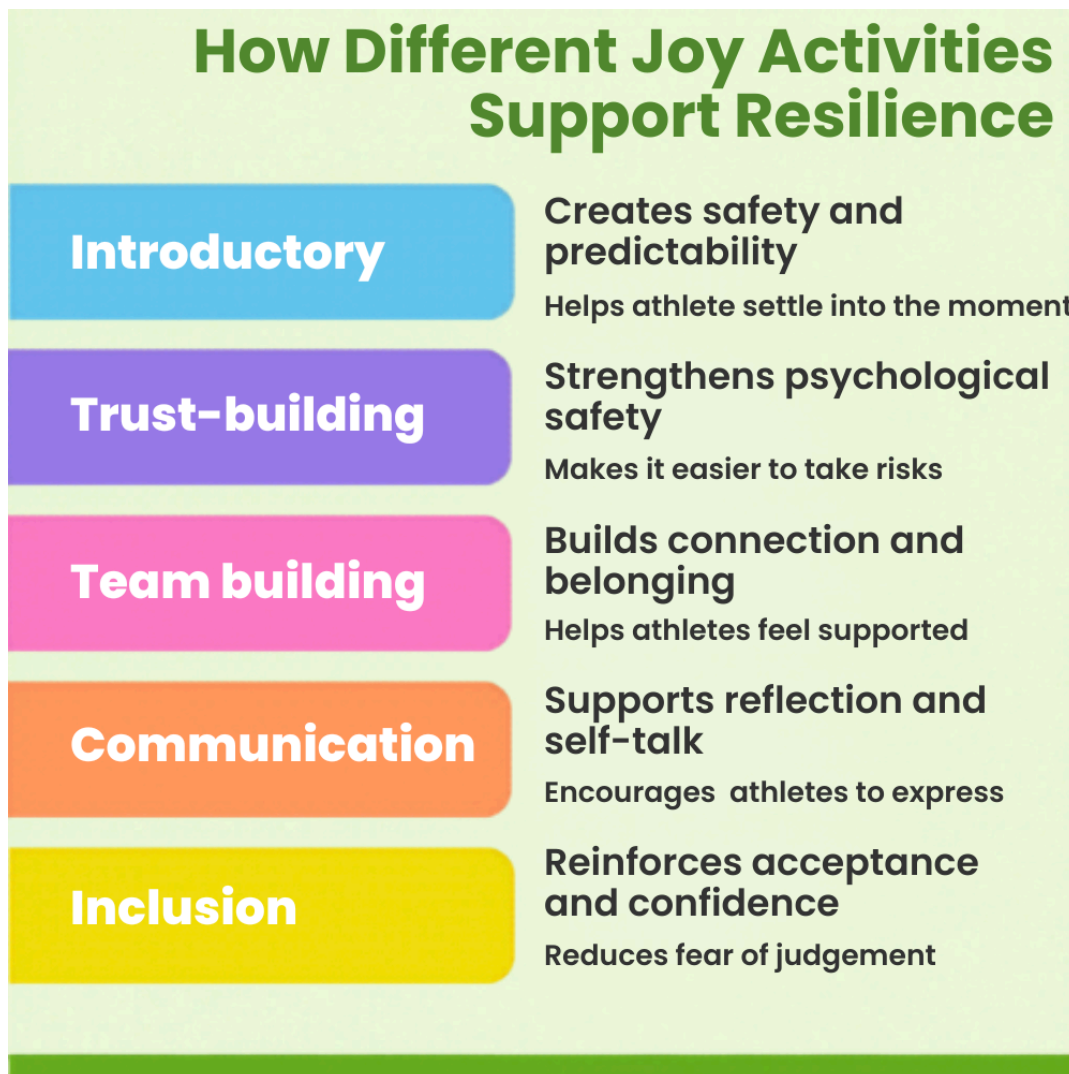 How Different Joy Activities
Support Resilience
Introductory
Creates safety and
predictability
Helps athlete settle into the moment
Trust-building
Strengthens psychological
safety
Makes it easier to take risks
Team building
Builds connection and
belonging
Helps athletes feel supported
Communication
Supports reflection and
self-talk
Encourages  athletes to express
Inclusion
Reinforces acceptance
and confidence
Reduces fear of judgement